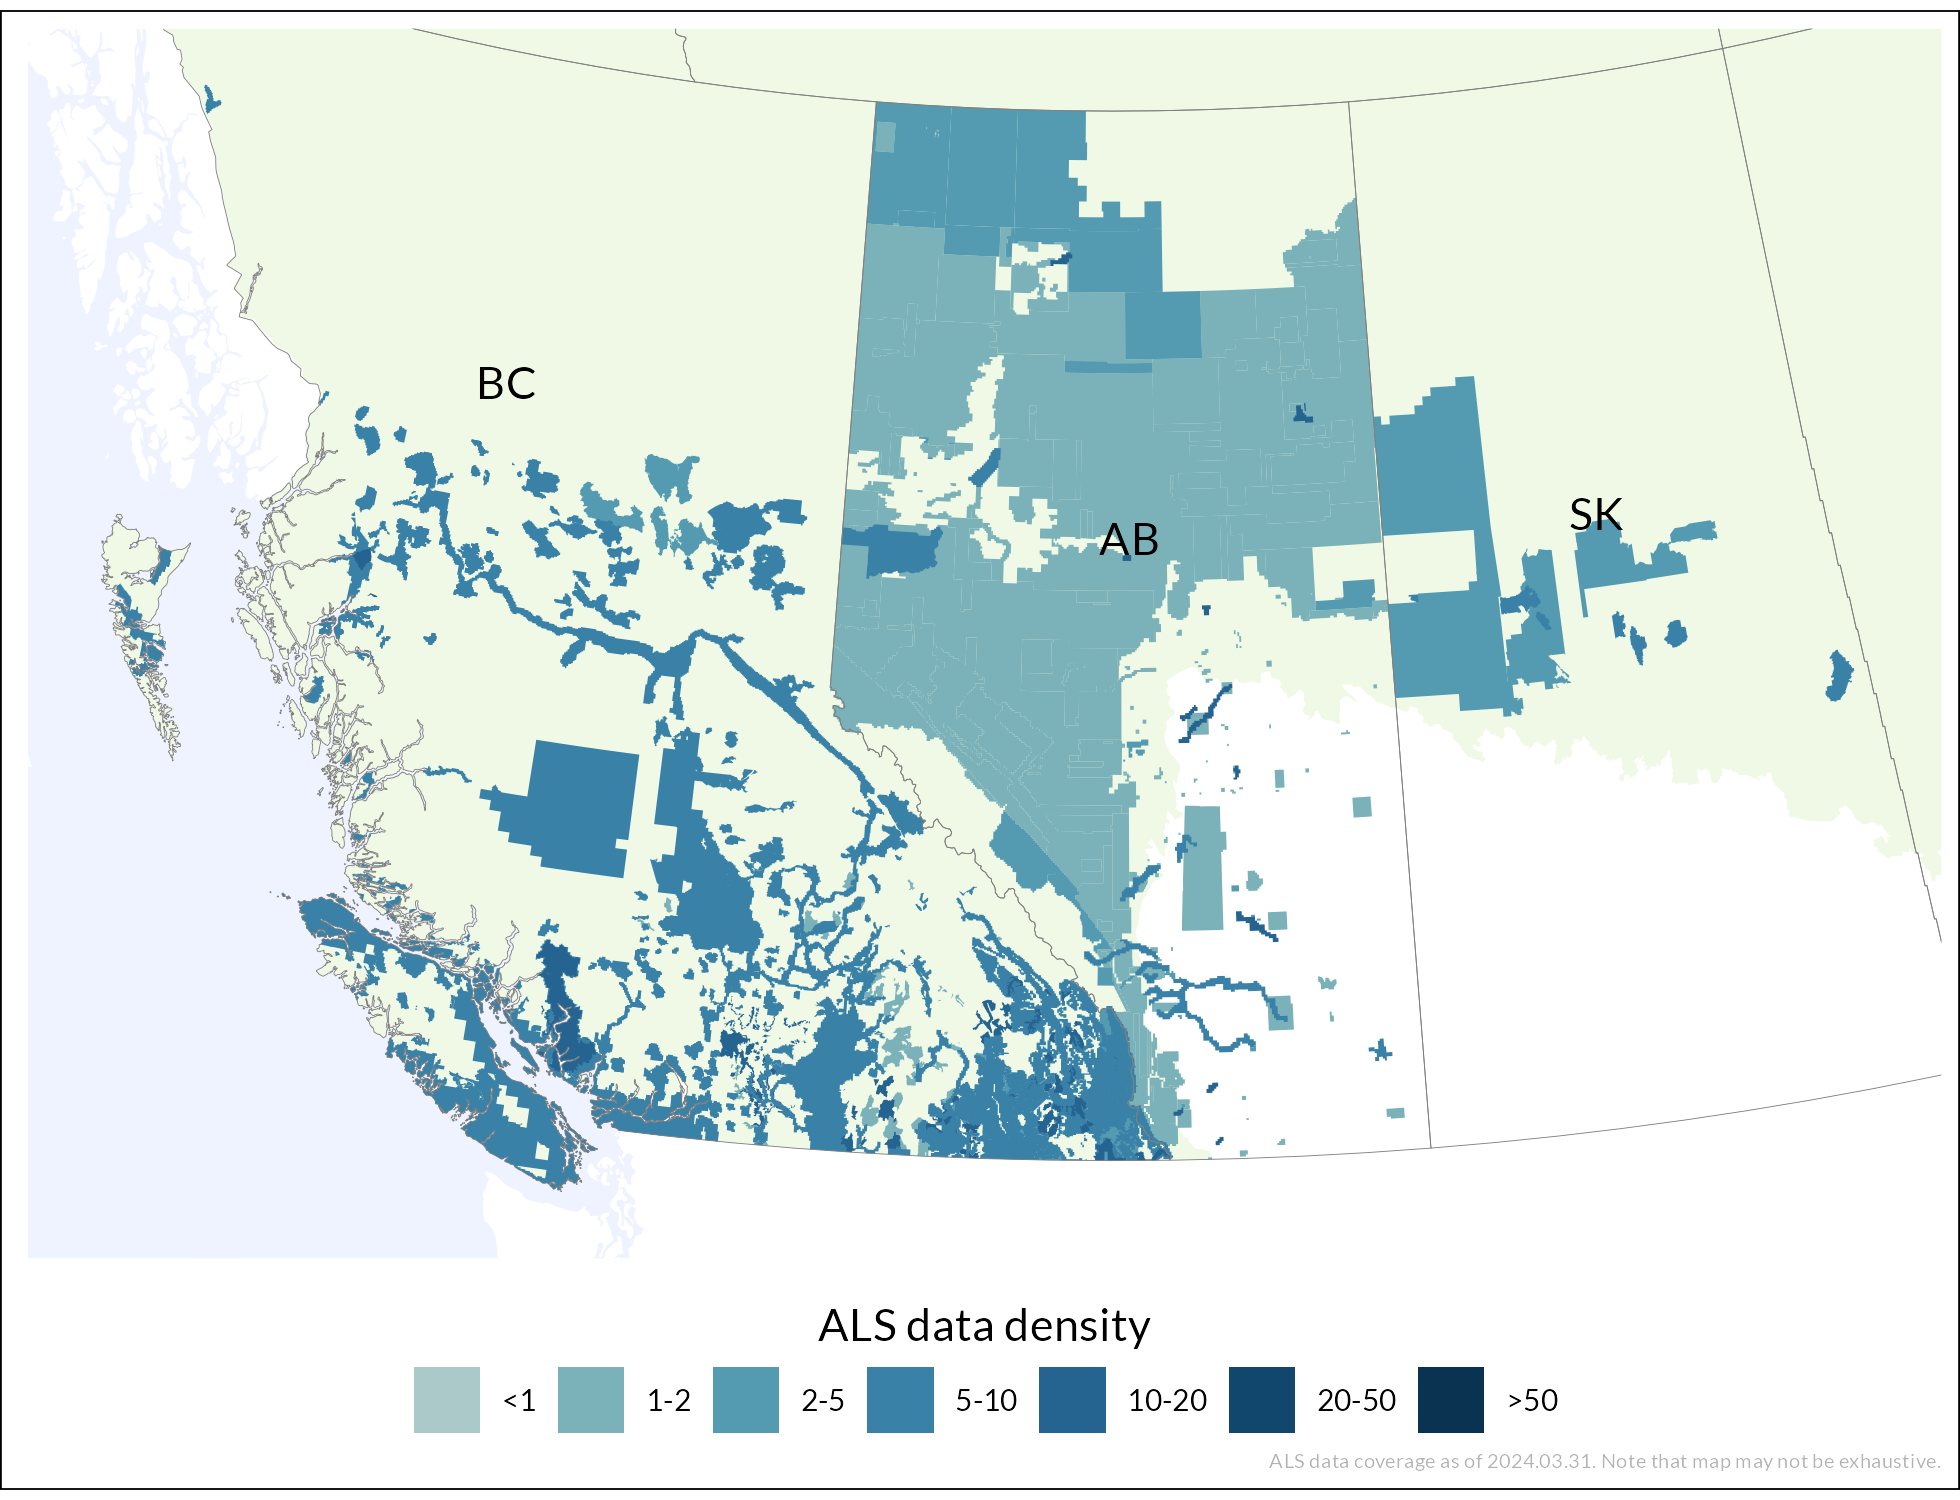 BC
SK
AB
ALS data density
<1 1-2 2-5 5-10 10-20 20-50 >50
ALS data coverage as of 2024.03.31. Note that map may not be exhaustive.